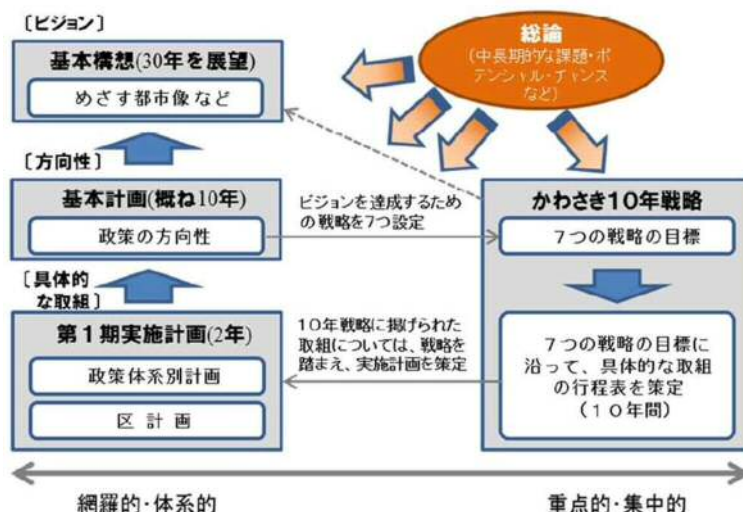 〔ビジョン〕
基本構想(30年を展望)
めざす都市像など
〔方向性〕
基本計画(概ね10年)
政策の方向性
〔具体的
な取組〕
第1期実施計画(2年)
政策体系別計画
区計画
総論
(中長期的な課題・ポ
テンシャル・チャンス
など)
ビジョンを達成するため
の戦略を7つ設定
10年戦略に掲げられた
取組については、戦略を
踏まえ、実施計画を策定
かわさき10年戦略
7つの戦略の目標
7つの戦略の目標に
沿って、具体的な取組
の行程表を策定
(10年間)
網羅的・体系的
重点的・集中的